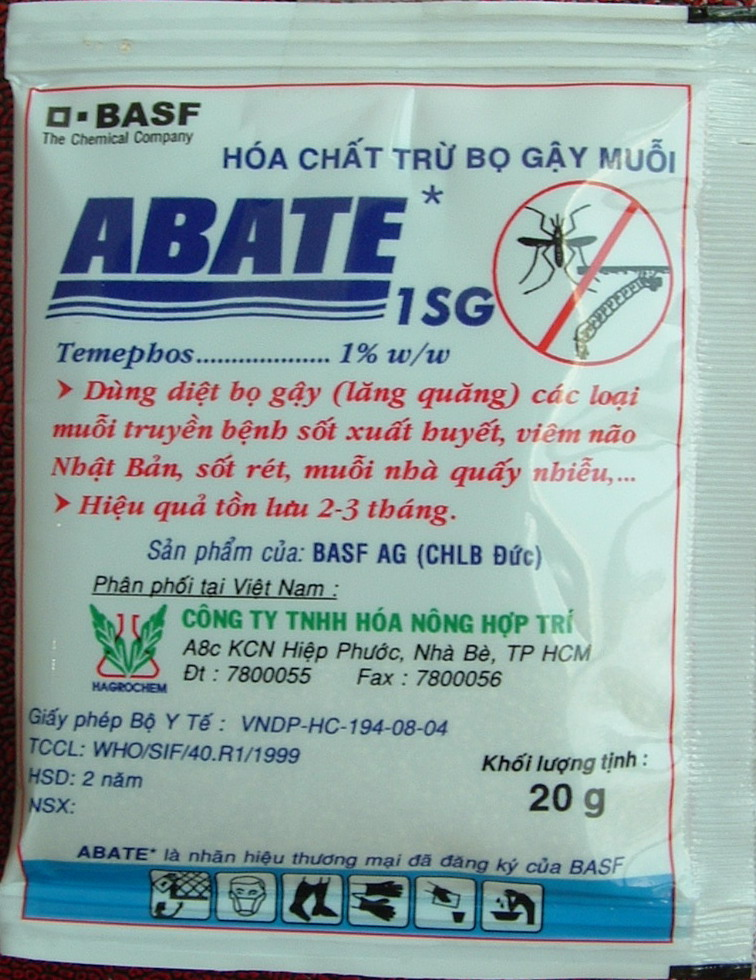 BASF
The Chemical Company
HÓA CHẤT TRỪ BỌ GẬY MUỖI
ABATE*
1SG
Temephos................... 1% w/w
➤ Dùng diệt bọ gậy (lăng quăng) các loại
muỗi truyền bệnh sốt xuất huyết, viêm não
Nhật Bản, sốt rét, muỗi nhà quấy nhiễu,...
➤ Hiệu quả tồn lưu 2-3 tháng.
Sản phẩm của: BASF AG (CHLB Đức)
Phân phối tại Việt Nam :
CÔNG TY TNHH HÓA NÔNG HỢP TRÍ
A8c KCN Hiệp Phước, Nhà Bè, TP HCM
Đt : 7800055 Fax : 7800056
HAGROCHEM
Giấy phép Bộ Y Tế : VNDP-HC-194-08-04
TCCL: WHO/SIF/40.R1/1999
HSD: 2 năm
NSX:
Khối lượng tịnh :
20 g
ABATE* là nhãn hiệu thương mại đã đăng ký của BASF